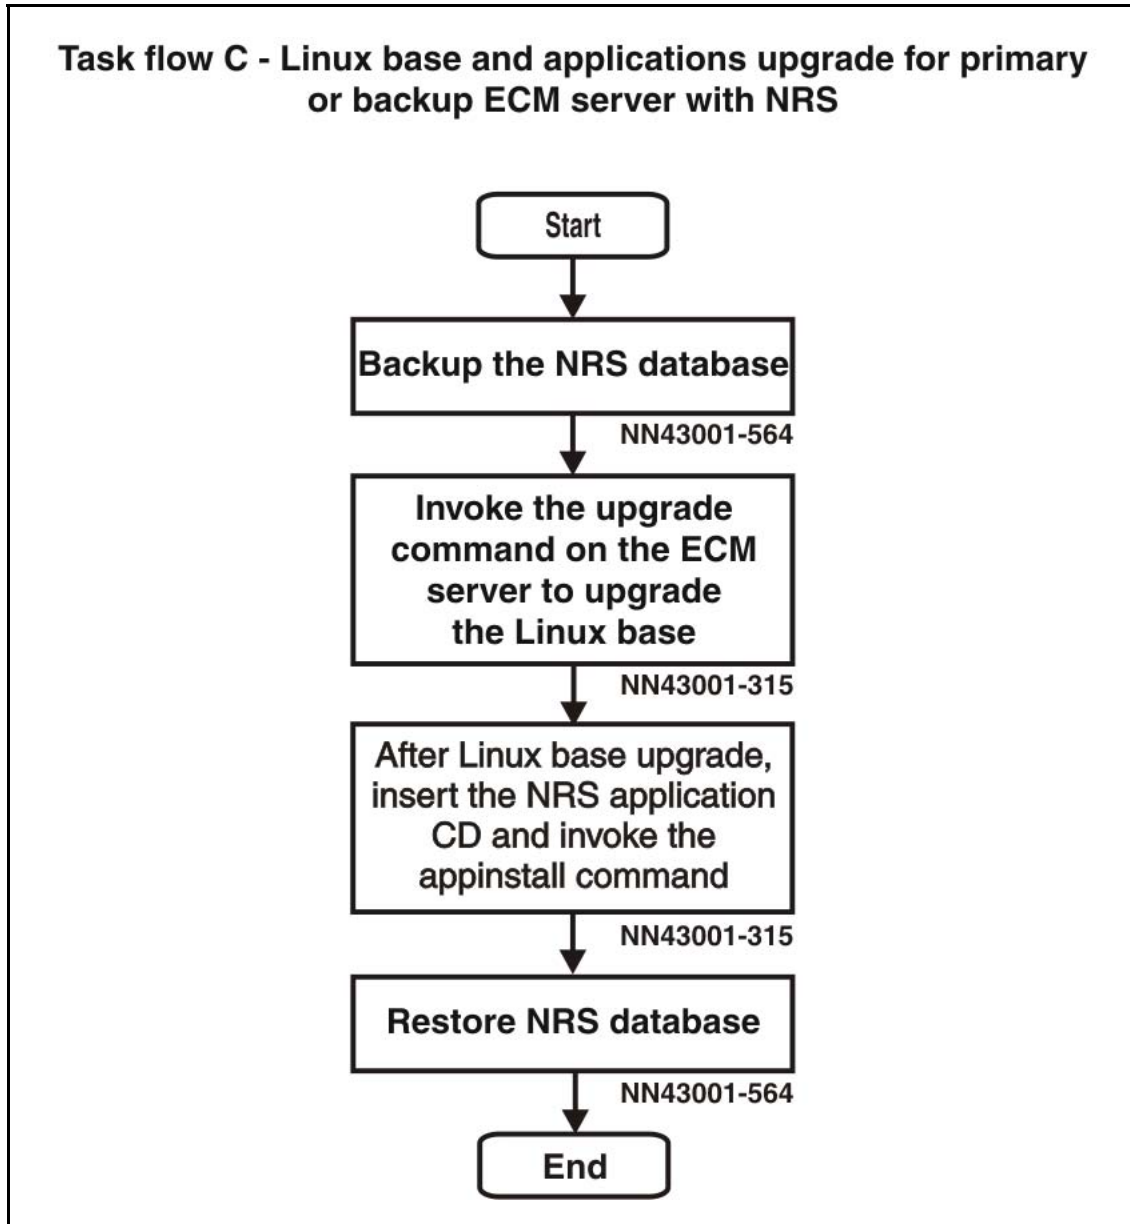 Task flow C - Linux base and applications upgrade for primary
or backup ECM server with NRS
Start
Backup the NRS database
NN43001-564
Invoke the upgrade
command on the ECM
server to upgrade
the Linux base
NN43001-315
After Linux base upgrade,
insert the NRS application
CD and invoke the
appinstall command
NN43001-315
Restore NRS database
NN43001-564
End